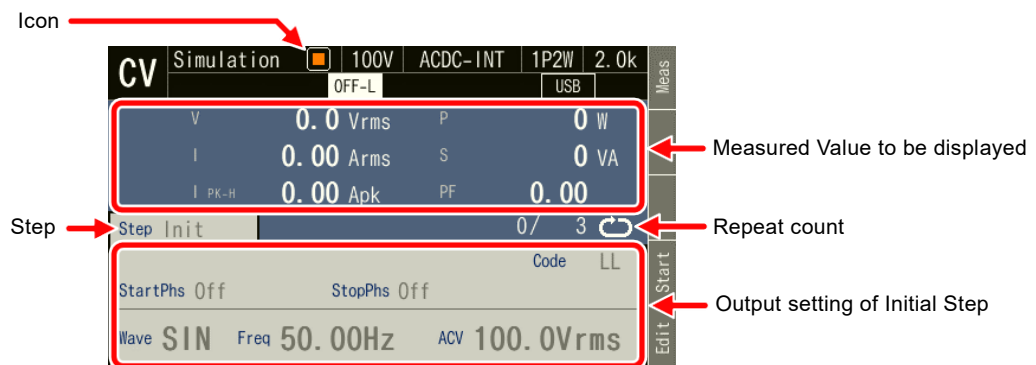 Icon
CV Simulation 100V ACDC-INT 1P2W 2.0k Meas
OFF-L USB
V 0.0 Vrms P 0 W
Measured Value to be displayed
I 0.00 Arms S 0 VA
I PK-H 0.00 Apk PF 0.00
Step Step Init 0/ 3 Repeat count
Code LL
StartPhs Off StopPhs Off Start
Output setting of Initial Step
Wave SIN Freq 50.00Hz ACV 100.0Vrms Edit